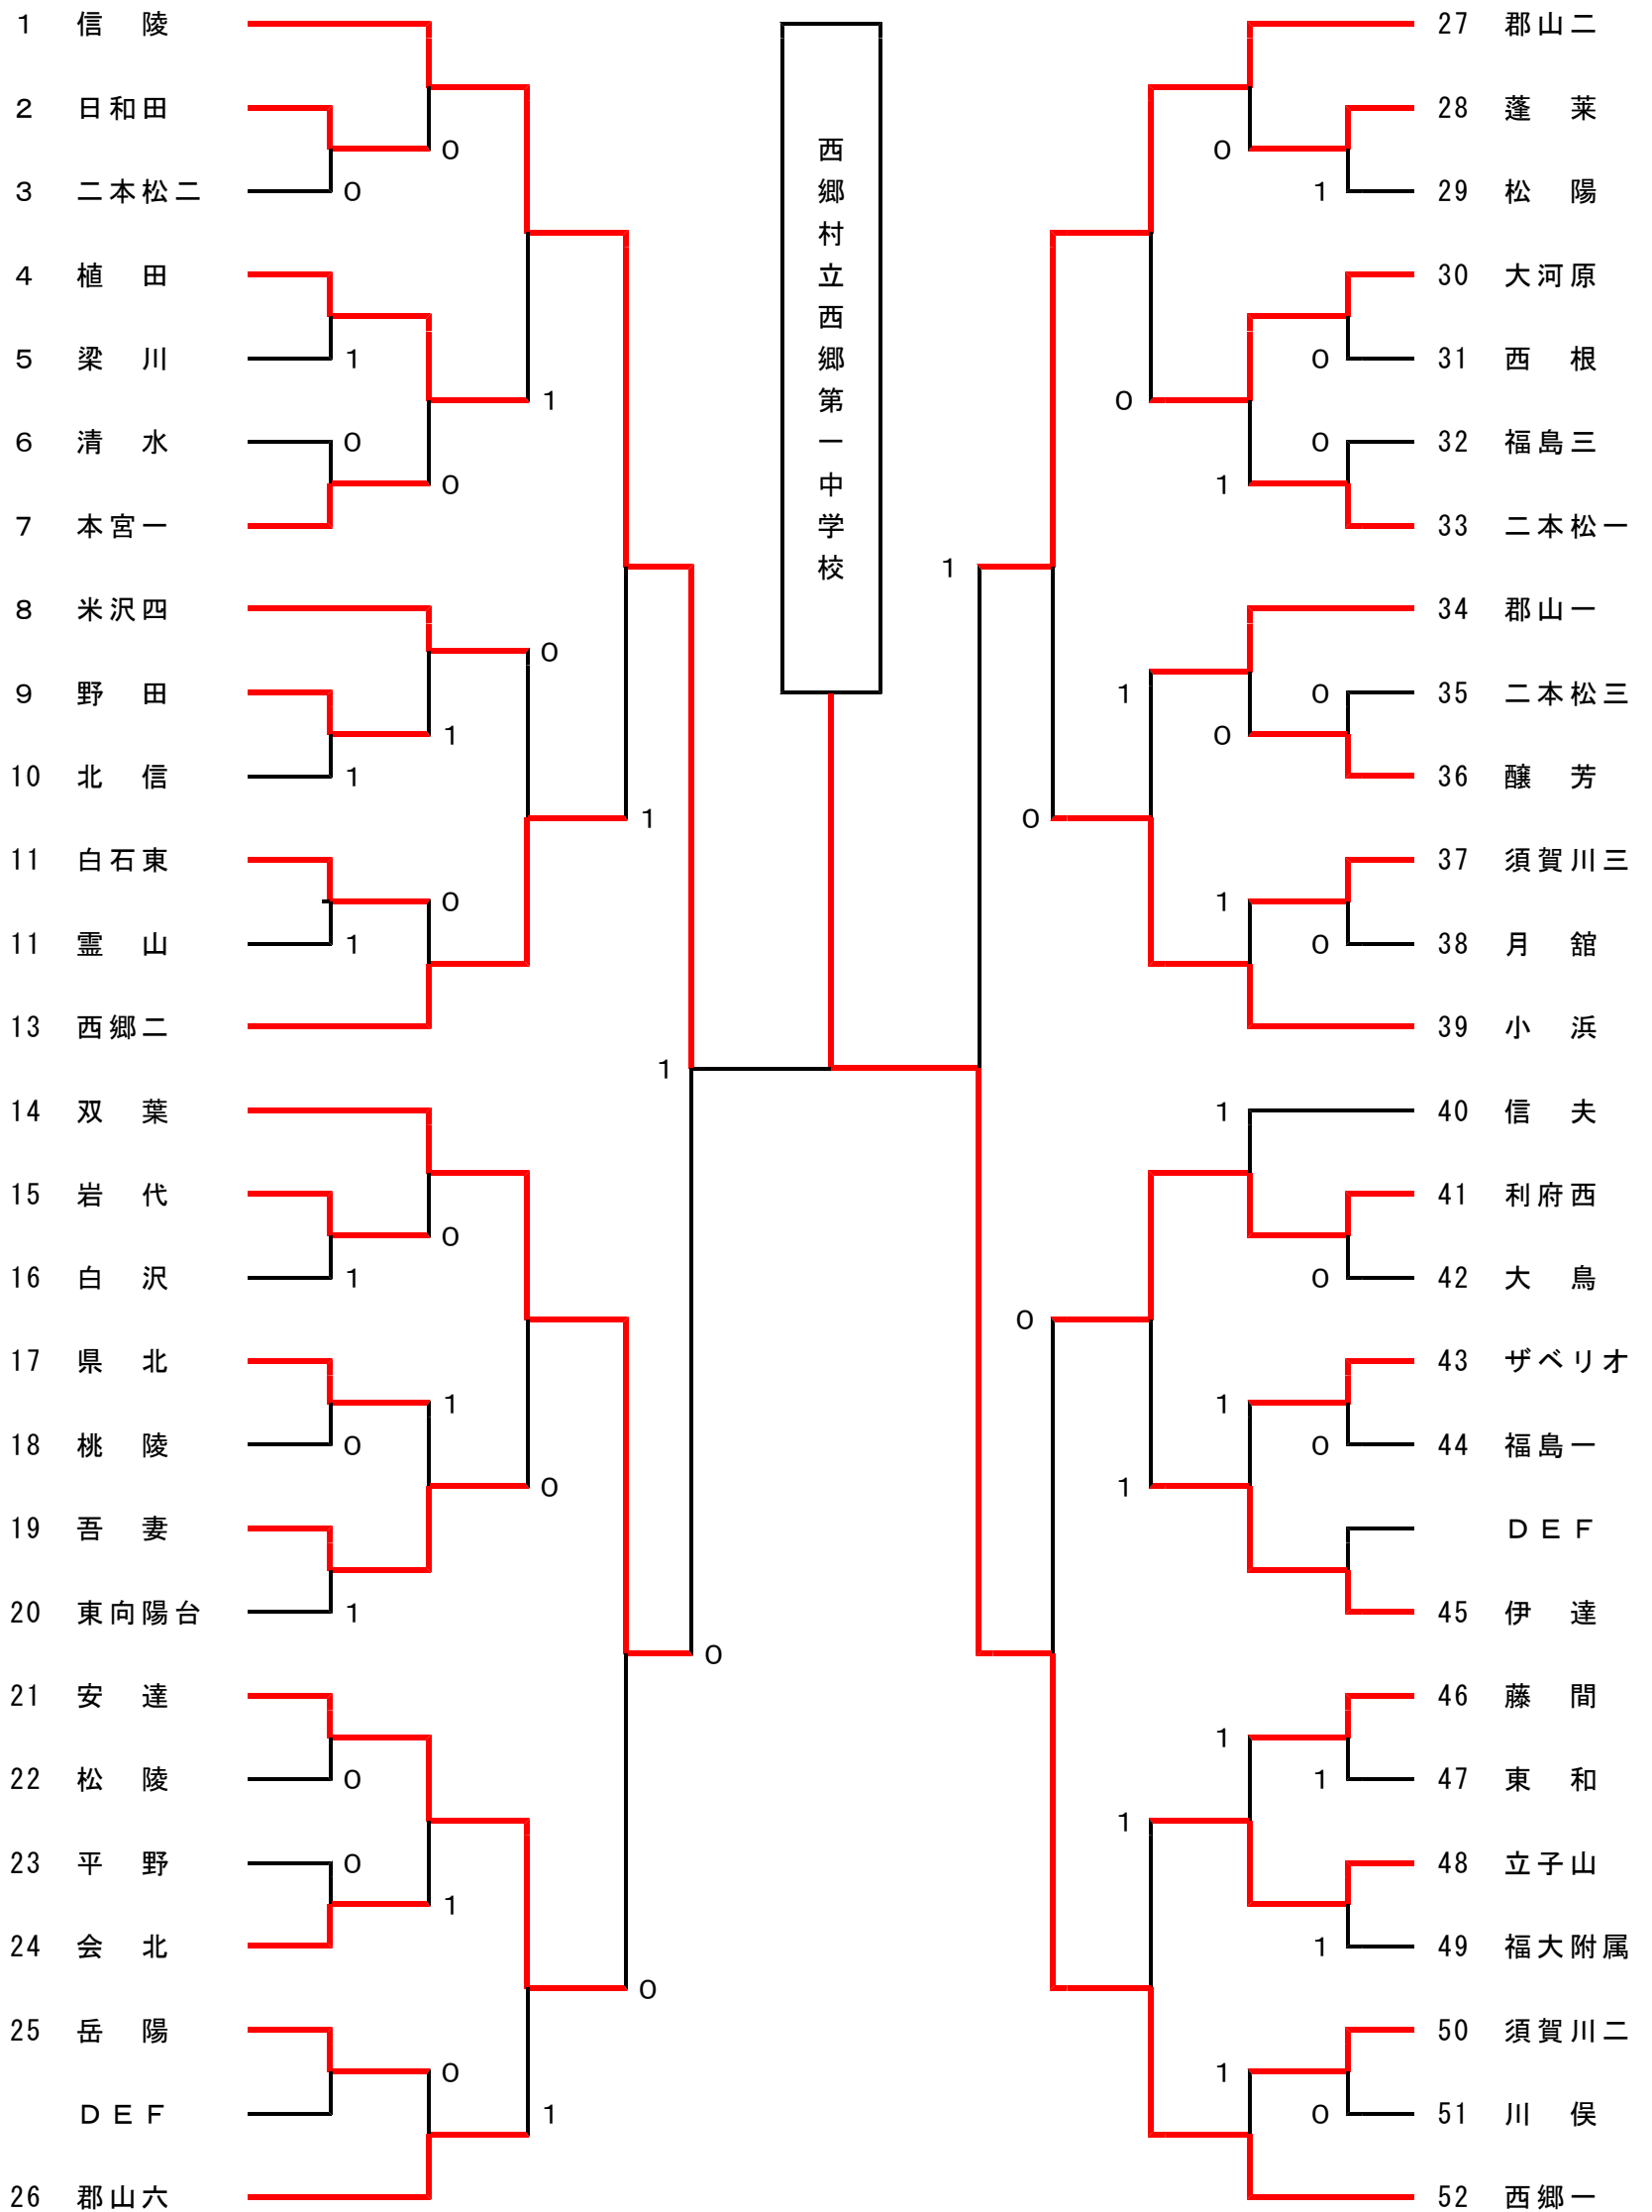 1 信 陵
2 日和田
0
3 二本松二
0
4 植 田
5 梁 川
1
1
6 清 水
0
0
7 本宮一
8 米沢四
0
9 野 田
1
10 北 信
1
1
11 白石東
0
11 霊 山
1
13 西郷二
1
14 双 葉
15 岩 代
0
16 白 沢
1
17 県 北
1
18 桃 陵
0
0
19 吾 妻
20 東向陽台
1
0
21 安 達
22 松 陵
0
23 平 野
0
1
24 会 北
0
25 岳 陽
0
DEF
1
26 郡山六
西郷村立西郷第一中学校
27 郡山二
28 蓬 莱
0
1
29 松 陽
30 大河原
0
31 西 根
0
0
32 福島三
1
33 二本松一
1
34 郡山一
1
0
35 二本松三
0
36 醸 芳
0
37 須賀川三
1
0
38 月 舘
39 小 浜
1
40 信 夫
41 利府西
0
42 大 鳥
0
43 ザベリオ
1
0
44 福島一
1
DEF
45 伊 達
46 藤 間
1
1
47 東 和
1
48 立子山
1
49 福大附属
50 須賀川二
1
0
51 川 俣
52 西郷一